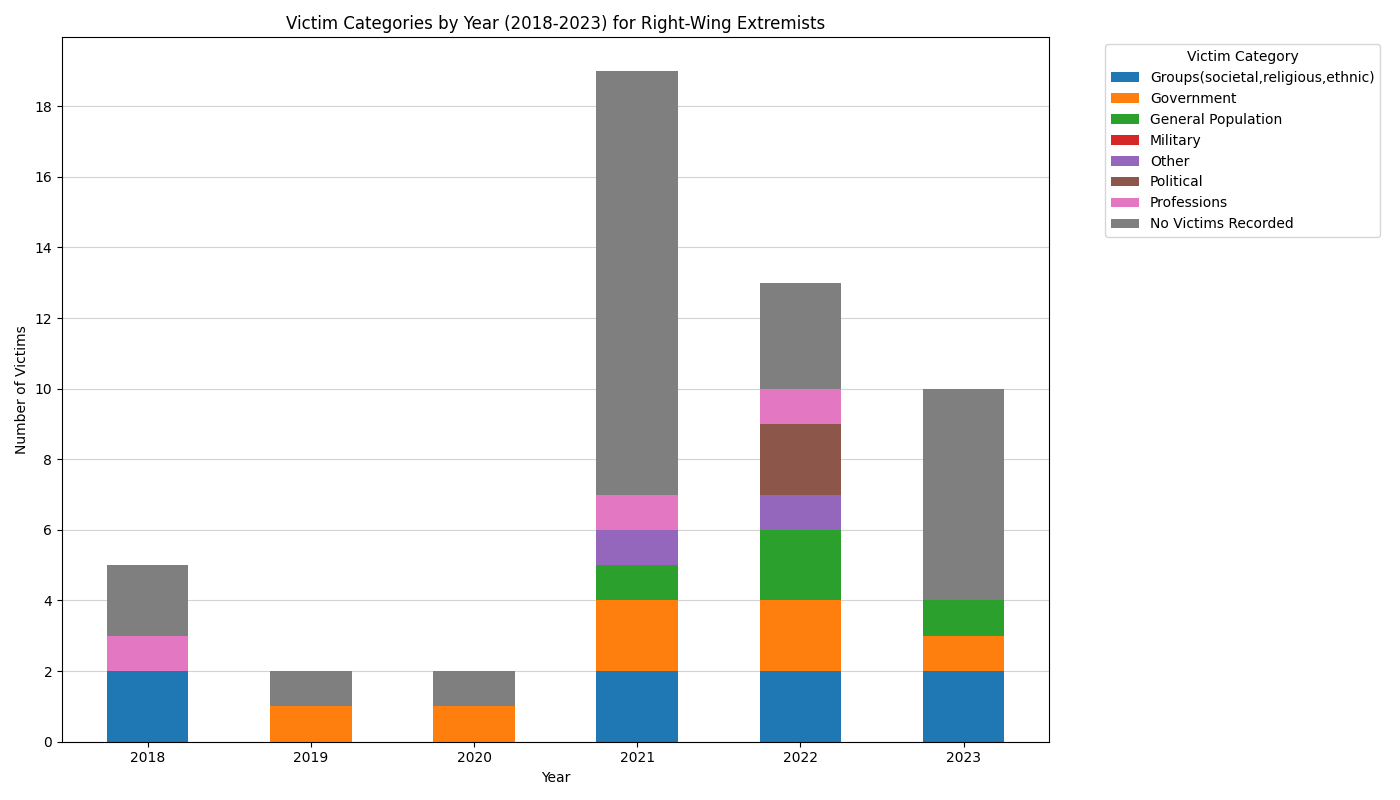 Victim Categories by Year (2018-2023) for Right-Wing Extremists
Victim Category
Groups(societal,religious,ethnic)
Government
General Population
Military
Other
Political
Professions
No Victims Recorded
Number of Victims
18
16
14
12
10
8
6
4
2
0
2018
2019
2020
2021
2022
2023
Year